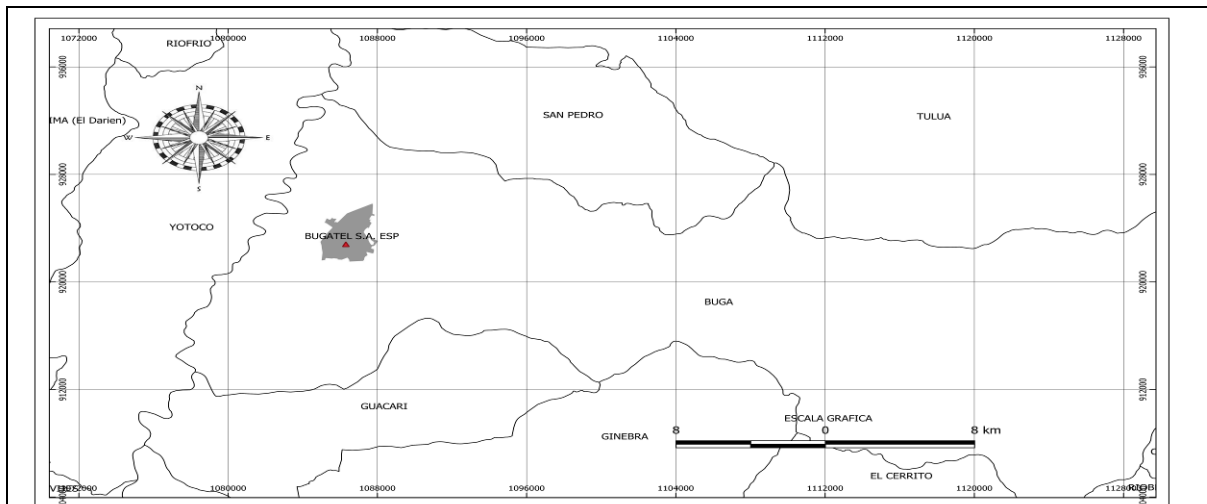 1072000 1080000 1088000 1096000 1104000 1112000 1120000 1128000
RIOFRIO
936000 936000
N
SAN PEDRO
TULUA
IMA (El Darien)
W E
S
928000 928000
YOTOCO
BUGATEL S.A. ESP
920000 920000
BUGA
912000 912000
GUACARI
ESCALA GRAFICA
8 0 8 km
GINEBRA
EL CERRITO
1080000 1088000 1096000 1104000 1112000 1120000 1128000